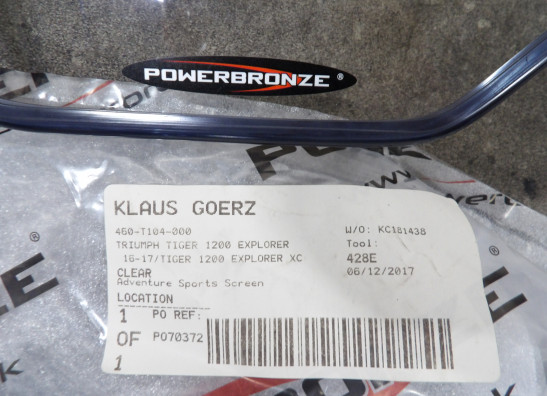 POWERBRONZE ®
KLAUS GOERZ
460-T104-000
W/O: KC181438
TRIUMPH TIGER 1200 EXPLORER
Tool:
16-17/TIGER 1200 EXPLORER XC
428E
CLEAR
06/12/2017
Adventure Sports Screen
LOCATION
1 PO REF:
OF PO70372
1